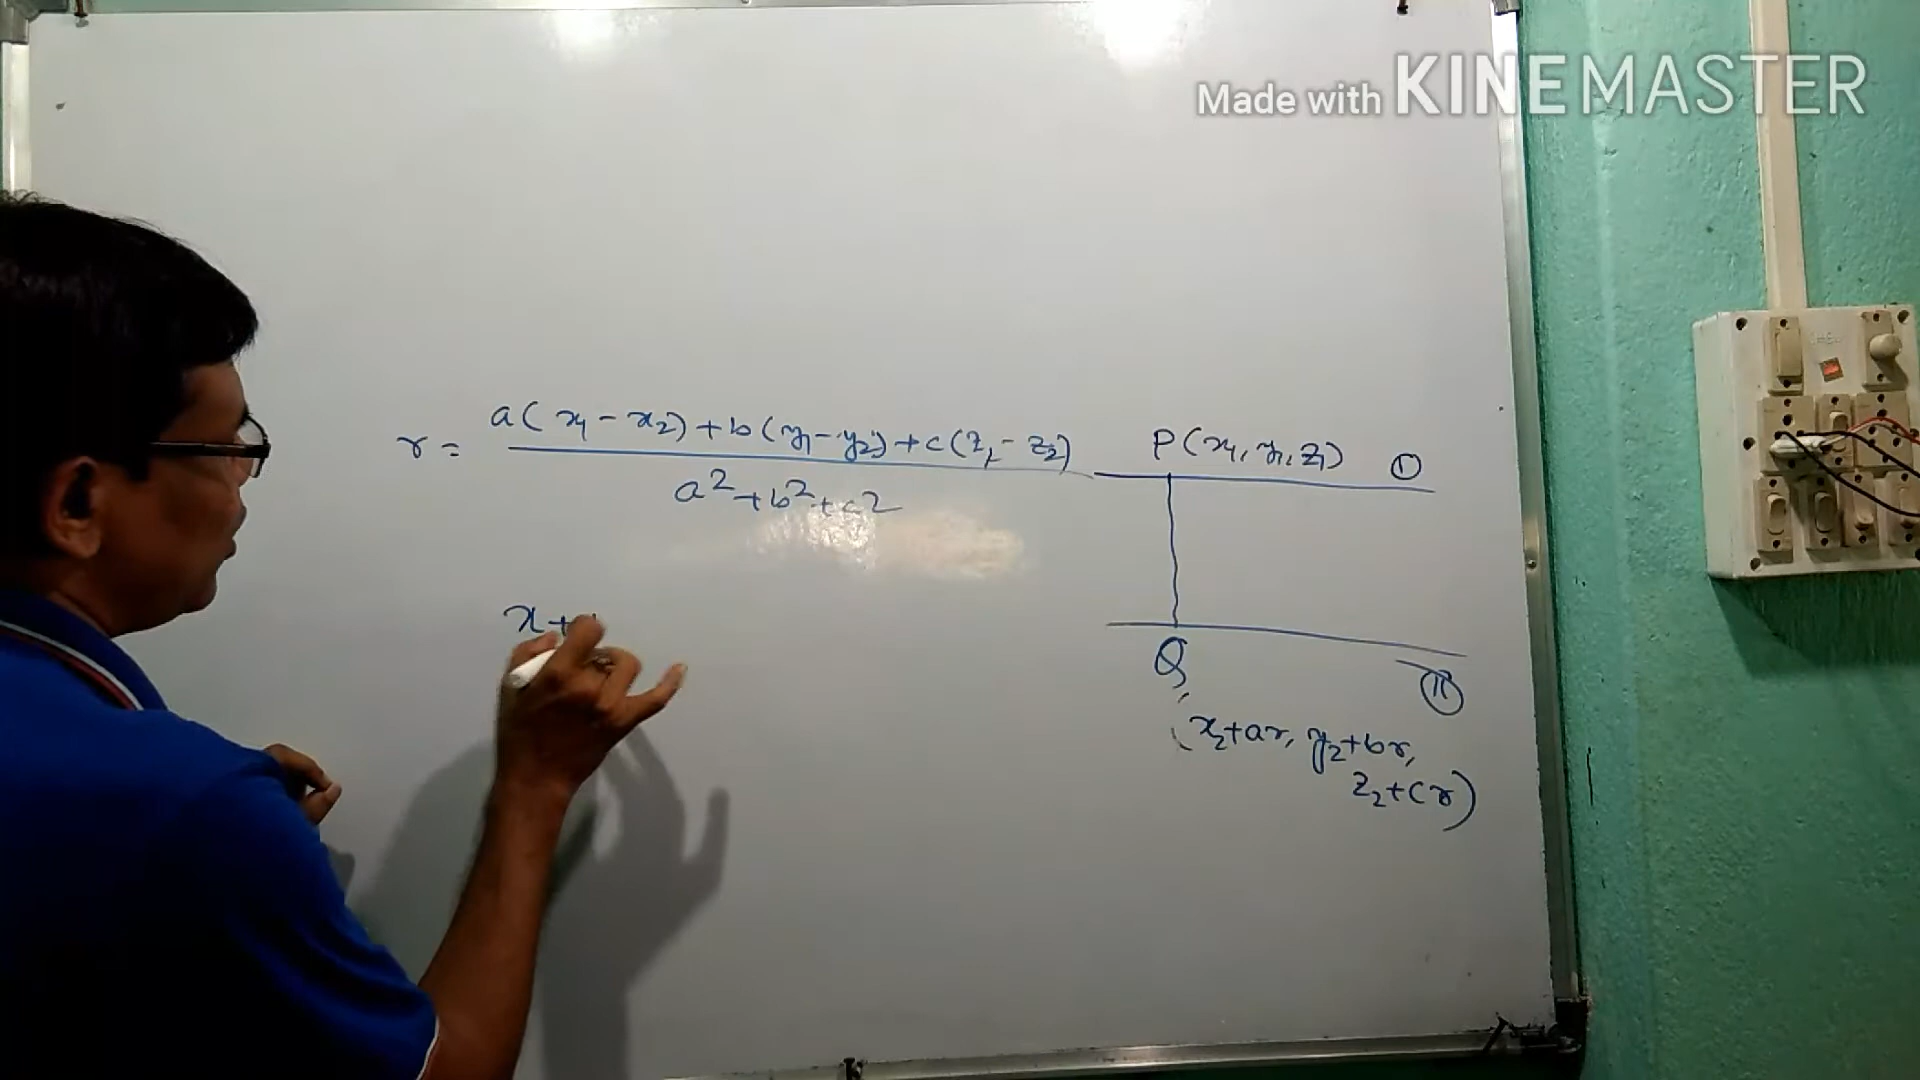 Made with KINEMASTER
r = a(x₁ - x₂) + b(y₁ - y₂) + c(z₁ - z₂)
a² + b² + c²
P(x₁, y₁, z₁) I
x +
Q
II
(x₂+ar, y₂+br,
z₂+cr)